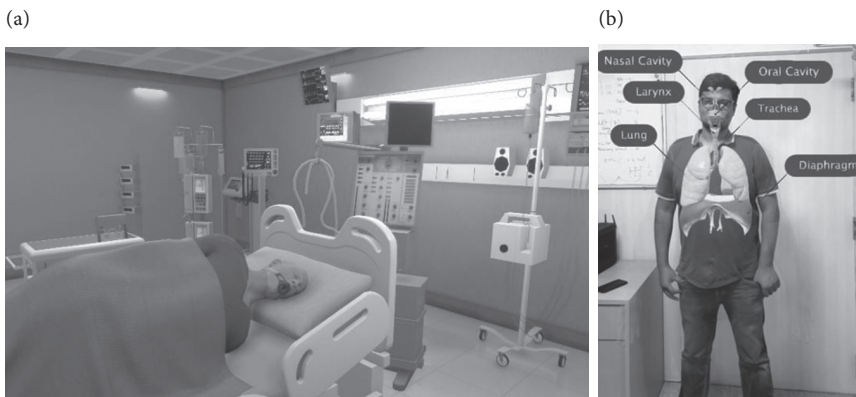 (a)
(b)
Nasal Cavity
Oral Cavity
Larynx
Trachea
Lung
Diaphragm